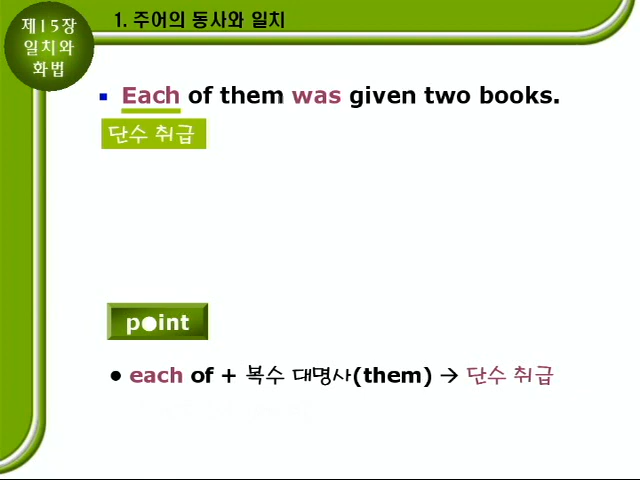 제15장
일치와
화법
1. 주어의 동사와 일치
▪ Each of them was given two books.
단수 취급
point
● each of + 복수 대명사(them) → 단수 취급